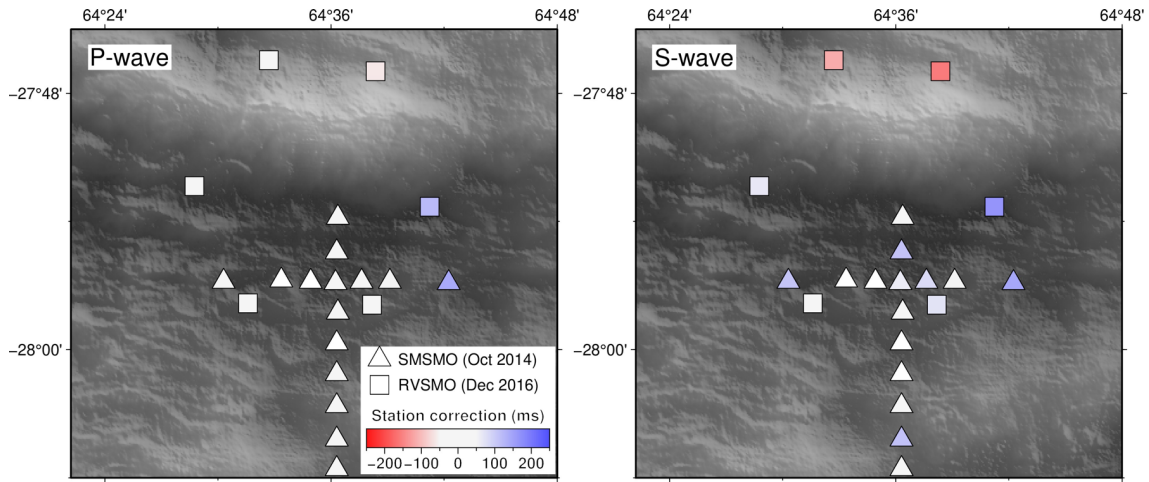 64°24' 64°36' 64°48' 64°24' 64°36' 64°48'
P-wave S-wave
−27°48' −27°48'
−28°00' −28°00'
SMSMO (Oct 2014)
RVSMO (Dec 2016)
Station correction (ms)
−200 −100 0 100 200